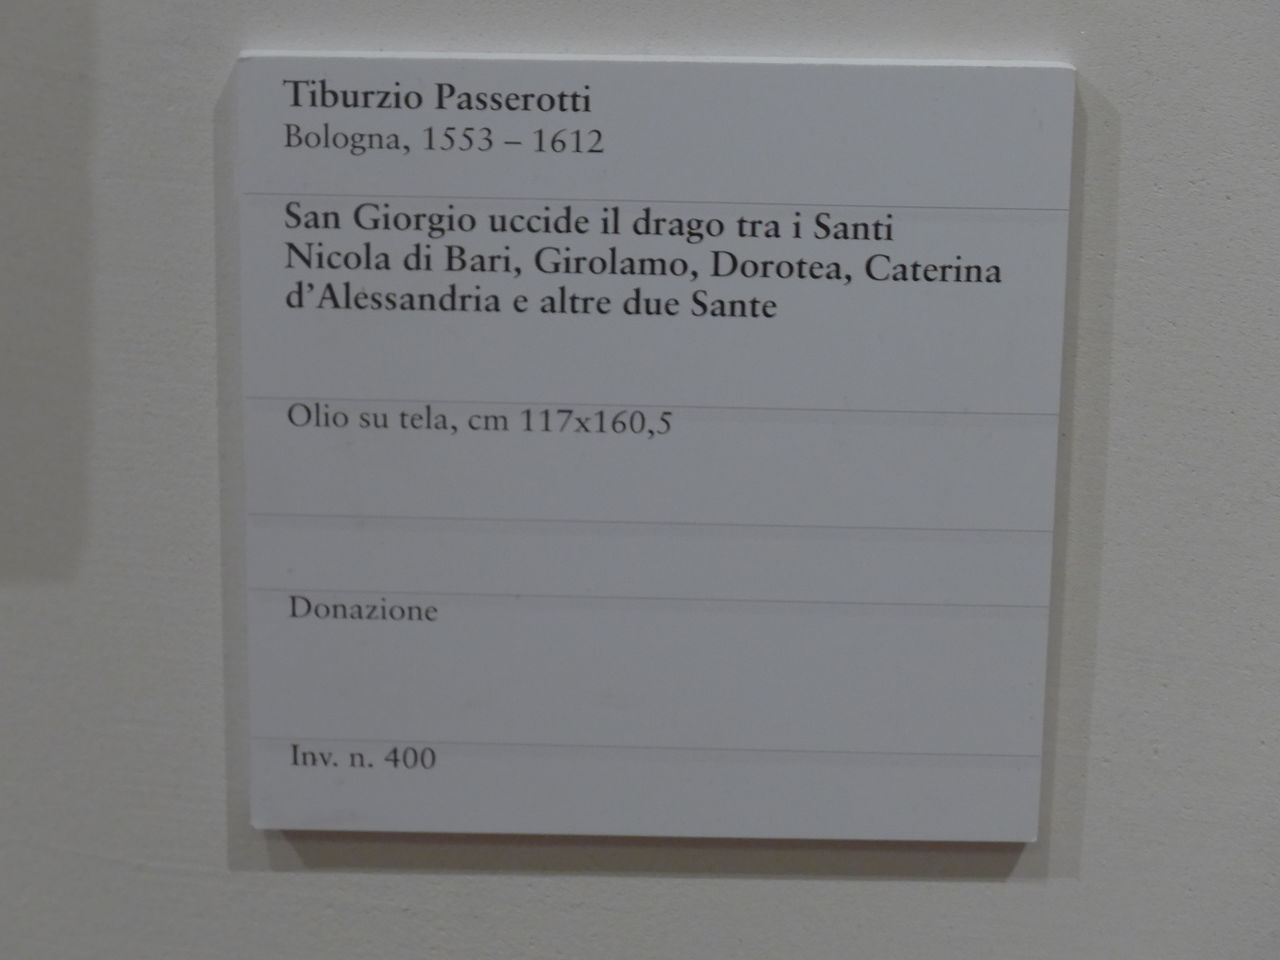 Tiburzio Passerotti
Bologna, 1553 – 1612
San Giorgio uccide il drago tra i Santi
Nicola di Bari, Girolamo, Dorotea, Caterina
d’Alessandria e altre due Sante
Olio su tela, cm 117x160,5
Donazione
Inv. n. 400